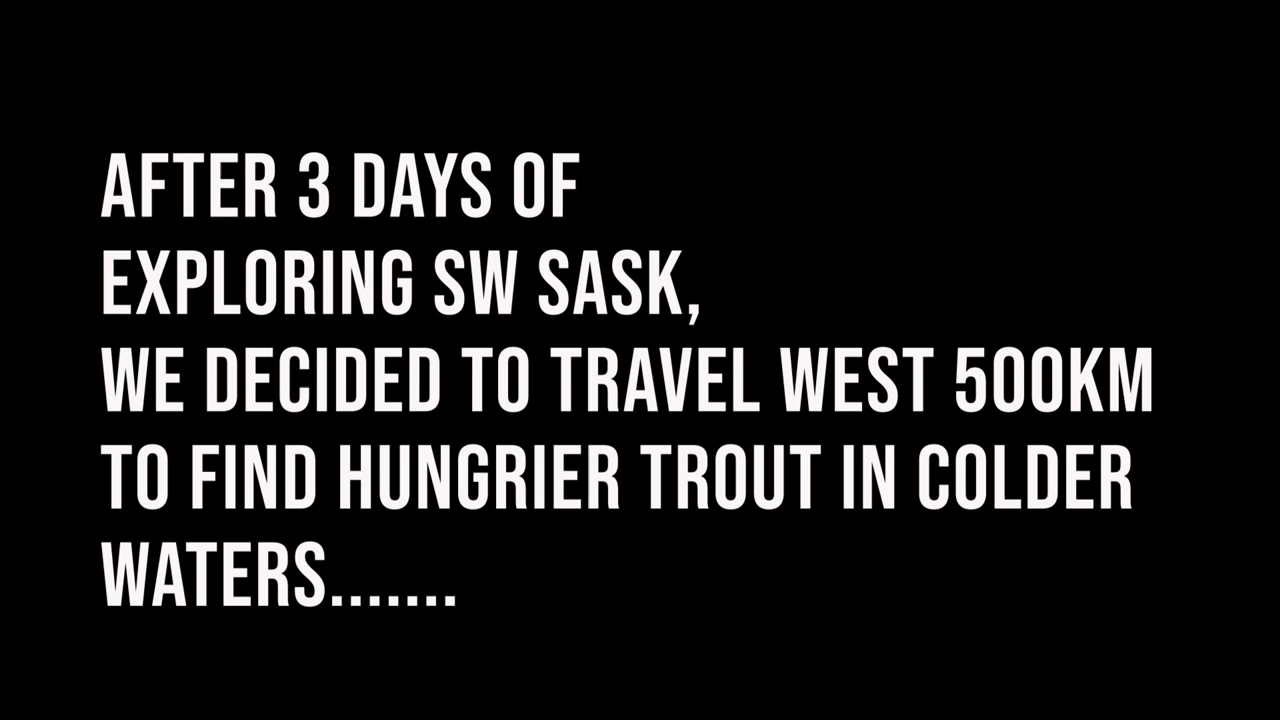 AFTER 3 DAYS OF
EXPLORING SW SASK,
WE DECIDED TO TRAVEL WEST 500KM
TO FIND HUNGRIER TROUT IN COLDER
WATERS.......